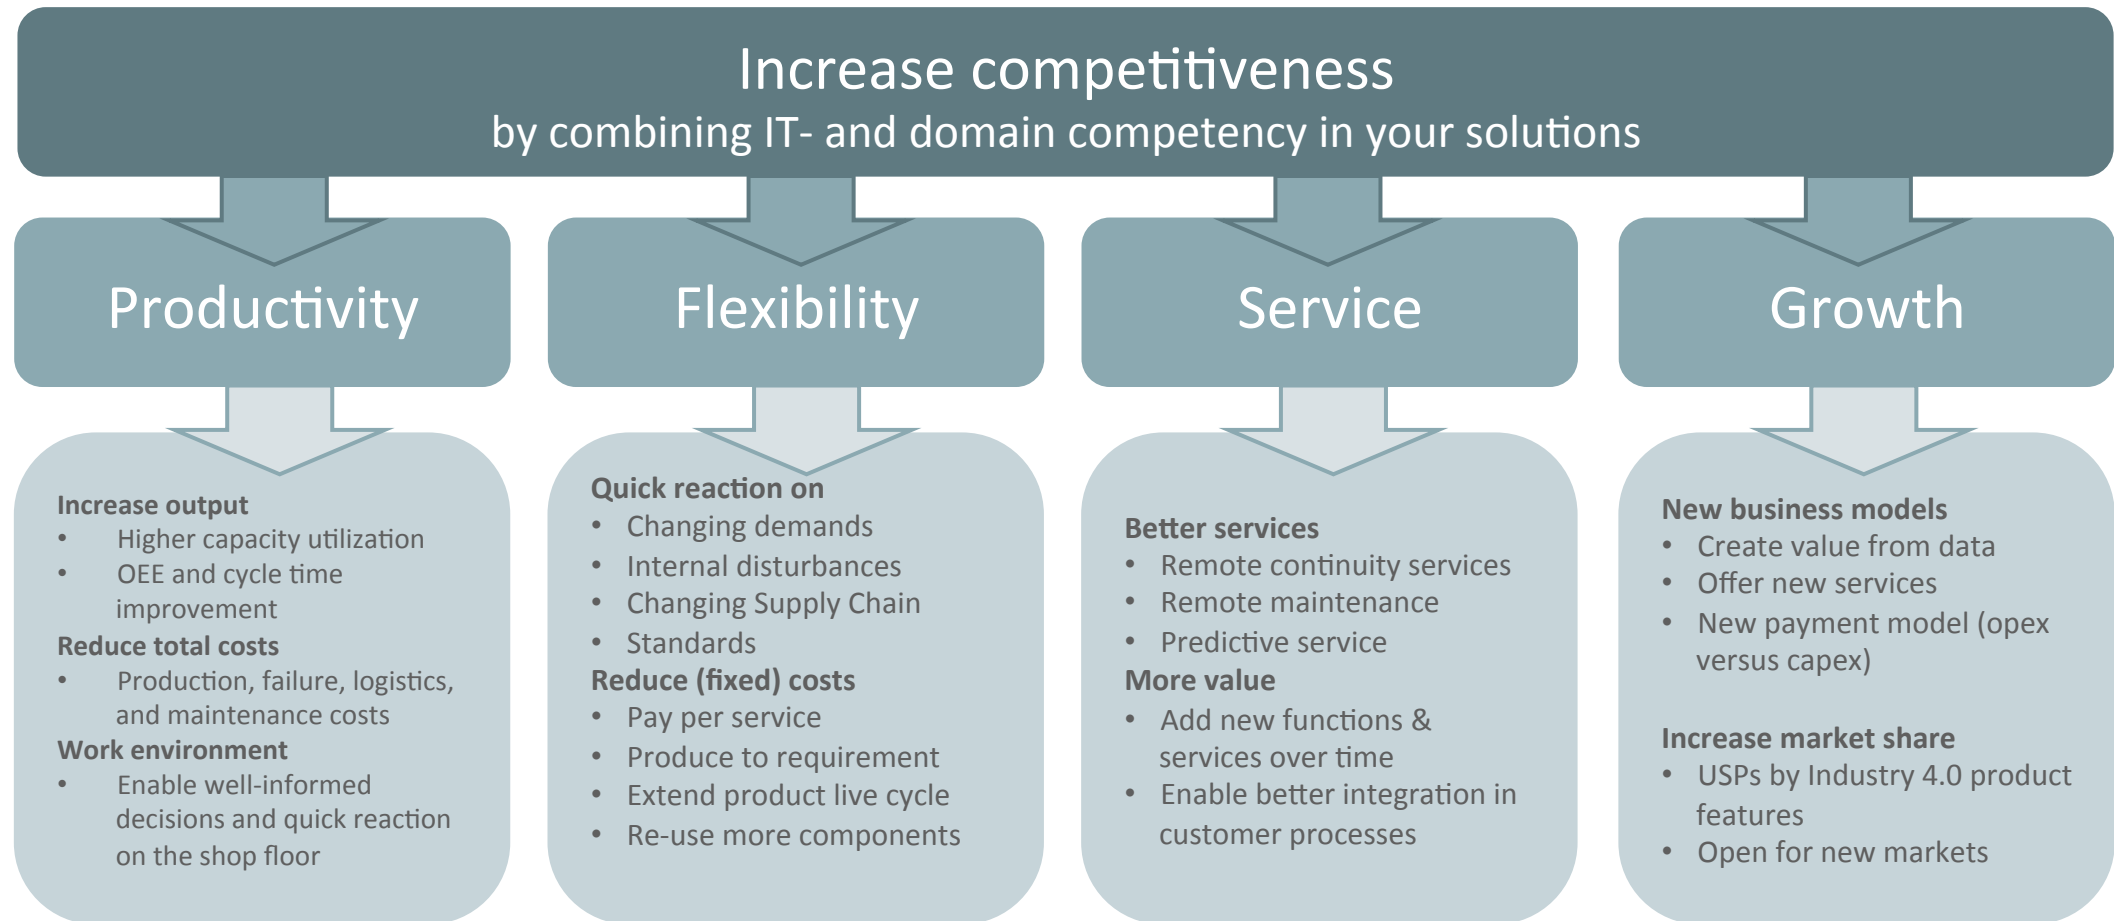 Increase competitiveness
by combining IT- and domain competency in your solutions
Productivity
Flexibility
Service
Growth
Increase output
• Higher capacity utilization
• OEE and cycle time
improvement
Reduce total costs
• Production, failure, logistics,
and maintenance costs
Work environment
• Enable well-informed
decisions and quick reaction
on the shop floor
Quick reaction on
• Changing demands
• Internal disturbances
• Changing Supply Chain
• Standards
Reduce (fixed) costs
• Pay per service
• Produce to requirement
• Extend product live cycle
• Re-use more components
Better services
• Remote continuity services
• Remote maintenance
• Predictive service
More value
• Add new functions &
services over time
• Enable better integration in
customer processes
New business models
• Create value from data
• Offer new services
• New payment model (opex
versus capex)
Increase market share
• USPs by Industry 4.0 product
features
• Open for new markets